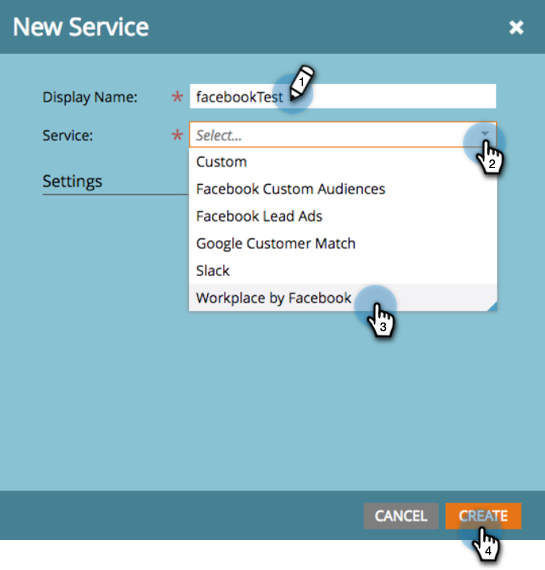 New Service
Display Name: * facebookTest 1
Service: * Select... 2
Custom
Settings
Facebook Custom Audiences
Facebook Lead Ads
Google Customer Match
Slack
Workplace by Facebook
3
CANCEL CREATE
4